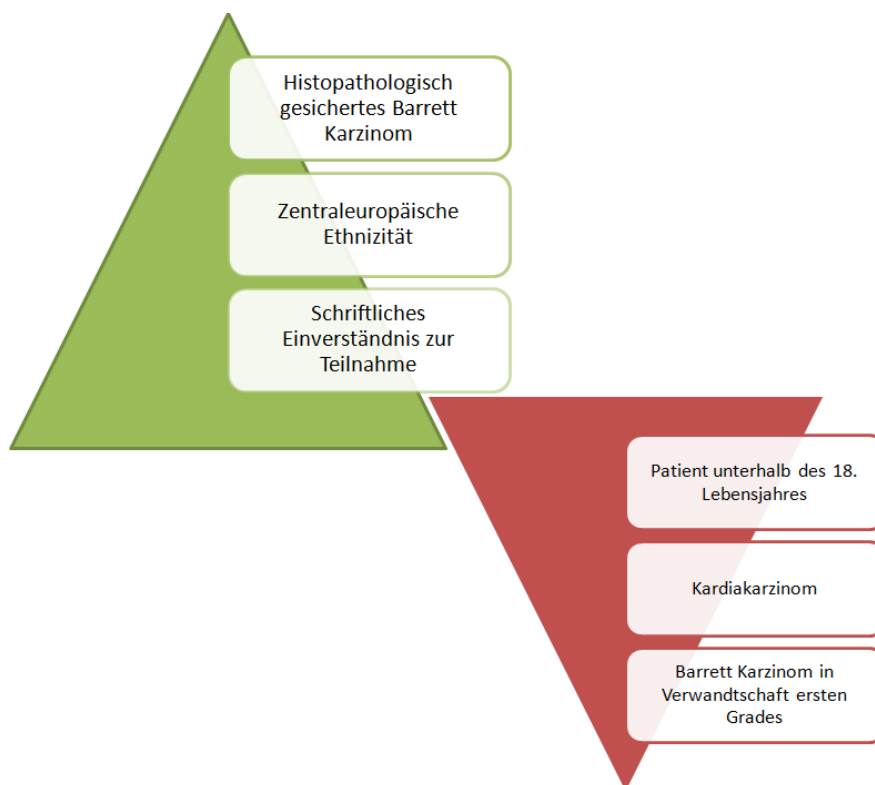 Histopathologisch
gesichertes Barrett
Karzinom
Zentraleuropäische
Ethnizität
Schriftliches
Einverständnis zur
Teilnahme
Patient unterhalb des 18.
Lebensjahres
Kardiakarzinom
Barrett Karzinom in
Verwandtschaft ersten
Grades